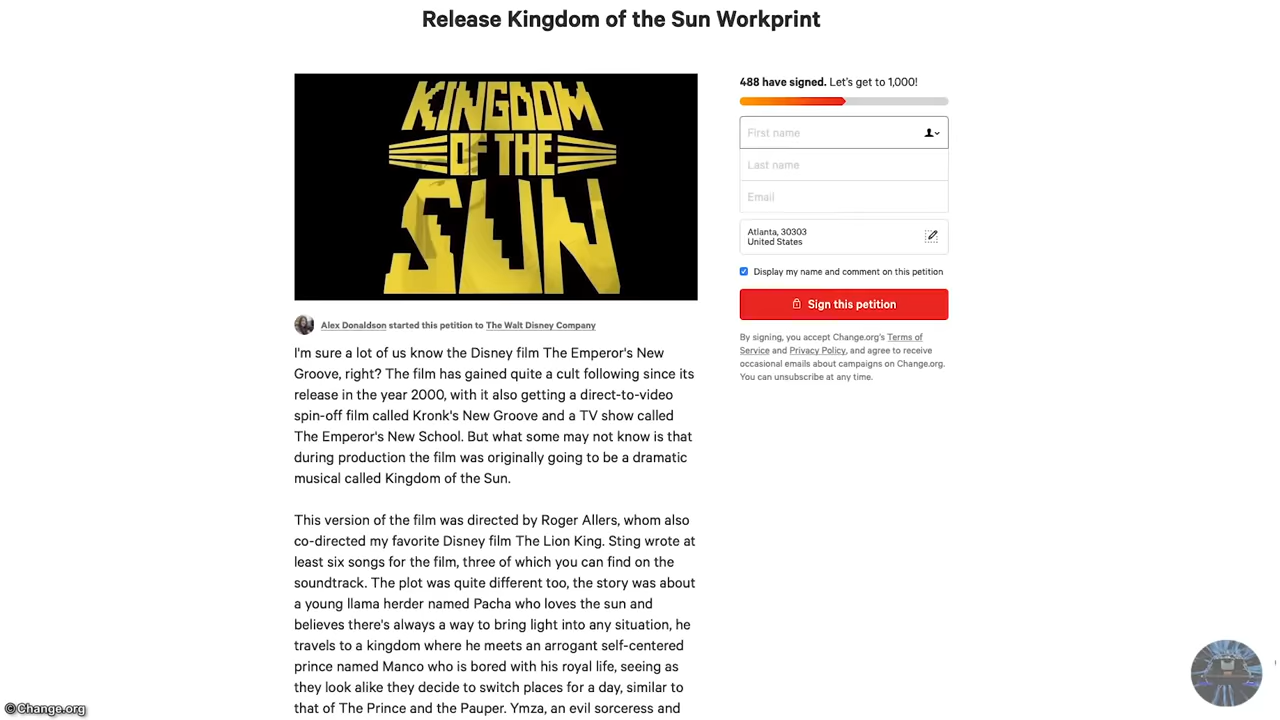 Release Kingdom of the Sun Workprint
KINGDOM
OF THE
SUN
488 have signed. Let's get to 1,000!
First name
Last name
Email
Atlanta, 30303
United States
Display my name and comment on this petition
Sign this petition
By signing, you accept Change.org's Terms of
Service and Privacy Policy, and agree to receive
occasional emails about campaigns on Change.org.
You can unsubscribe at any time.
Alex Donaldson started this petition to The Walt Disney Company
I'm sure a lot of us know the Disney film The Emperor's New
Groove, right? The film has gained quite a cult following since its
release in the year 2000, with it also getting a direct-to-video
spin-off film called Kronk's New Groove and a TV show called
The Emperor's New School. But what some may not know is that
during production the film was originally going to be a dramatic
musical called Kingdom of the Sun.
This version of the film was directed by Roger Allers, whom also
co-directed my favorite Disney film The Lion King. Sting wrote at
least six songs for the film, three of which you can find on the
soundtrack. The plot was quite different too, the story was about
a young llama herder named Pacha who loves the sun and
believes there's always a way to bring light into any situation, he
travels to a kingdom where he meets an arrogant self-centered
prince named Manco who is bored with his royal life, seeing as
they look alike they decide to switch places for a day, similar to
that of The Prince and the Pauper. Ymza, an evil sorceress and
©Change.org